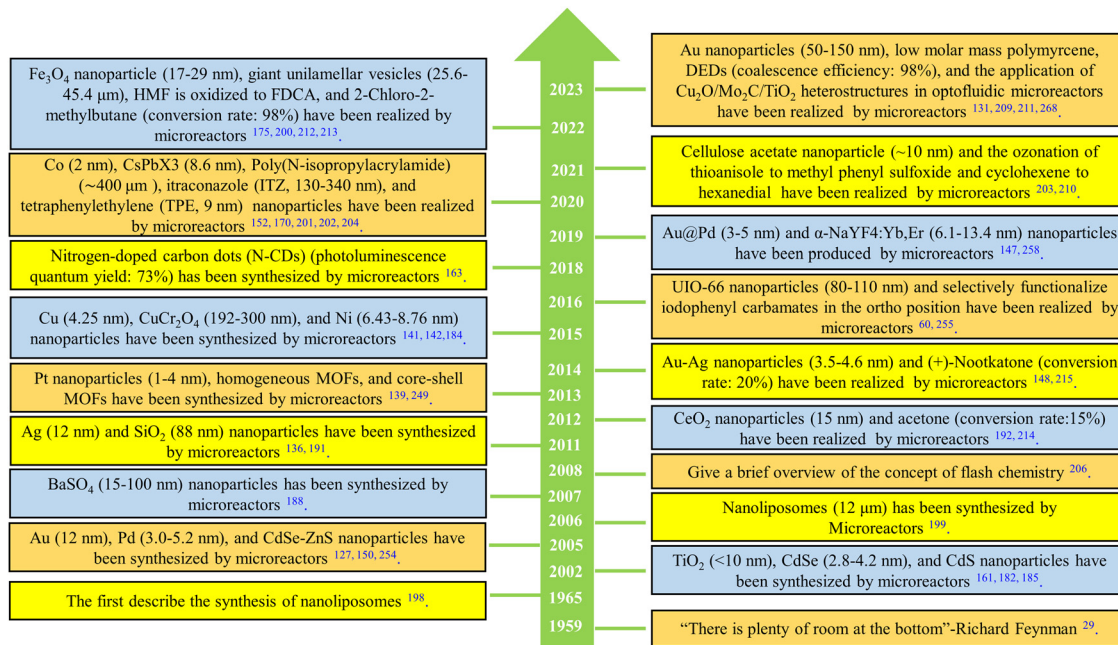 Fe₃O₄ nanoparticle (17-29 nm), giant unilamellar vesicles (25.6-
45.4 μm), HMF is oxidized to FDCA, and 2-Chloro-2-
methylbutane (conversion rate: 98%) have been realized by
microreactors 175, 200, 212, 213.
Co (2 nm), CsPbX3 (8.6 nm), Poly(N-isopropylacrylamide)
(~400 μm ), itraconazole (ITZ, 130-340 nm), and
tetraphenylethylene (TPE, 9 nm) nanoparticles have been realized
by microreactors 152, 170, 201, 202, 204.
Nitrogen-doped carbon dots (N-CDs) (photoluminescence
quantum yield: 73%) has been synthesized by microreactors 163.
Cu (4.25 nm), CuCr₂O₄ (192-300 nm), and Ni (6.43-8.76 nm)
nanoparticles have been synthesized by microreactors 141, 142,184.
Pt nanoparticles (1-4 nm), homogeneous MOFs, and core-shell
MOFs have been synthesized by microreactors 139, 249.
Ag (12 nm) and SiO₂ (88 nm) nanoparticles have been synthesized
by microreactors 136, 191.
BaSO₄ (15-100 nm) nanoparticles has been synthesized by
microreactors 188.
Au (12 nm), Pd (3.0-5.2 nm), and CdSe-ZnS nanoparticles have
been synthesized by microreactors 127, 150, 254.
The first describe the synthesis of nanoliposomes 198.
2023
2022
2021
2020
2019
2018
2016
2015
2014
2013
2012
2011
2008
2007
2006
2005
2002
1965
1959
Au nanoparticles (50-150 nm), low molar mass polymyrcene,
DEDs (coalescence efficiency: 98%), and the application of
Cu₂O/Mo₂C/TiO₂ heterostructures in optofluidic microreactors
have been realized by microreactors 131, 209, 211, 268.
Cellulose acetate nanoparticle (~10 nm) and the ozonation of
thioanisole to methyl phenyl sulfoxide and cyclohexene to
hexanedial have been realized by microreactors 203, 210.
Au@Pd (3-5 nm) and α-NaYF4:Yb,Er (6.1-13.4 nm) nanoparticles
have been produced by microreactors 147, 258.
UIO-66 nanoparticles (80-110 nm) and selectively functionalize
iodophenyl carbamates in the ortho position have been realized by
microreactors 60, 255.
Au-Ag nanoparticles (3.5-4.6 nm) and (+)-Nootkatone (conversion
rate: 20%) have been realized by microreactors 148, 215.
CeO₂ nanoparticles (15 nm) and acetone (conversion rate:15%)
have been realized by microreactors 192, 214.
Give a brief overview of the concept of flash chemistry 206.
Nanoliposomes (12 μm) has been synthesized by
Microreactors 199.
TiO₂ (<10 nm), CdSe (2.8-4.2 nm), and CdS nanoparticles have
been synthesized by microreactors 161, 182, 185.
“There is plenty of room at the bottom”-Richard Feynman 29.